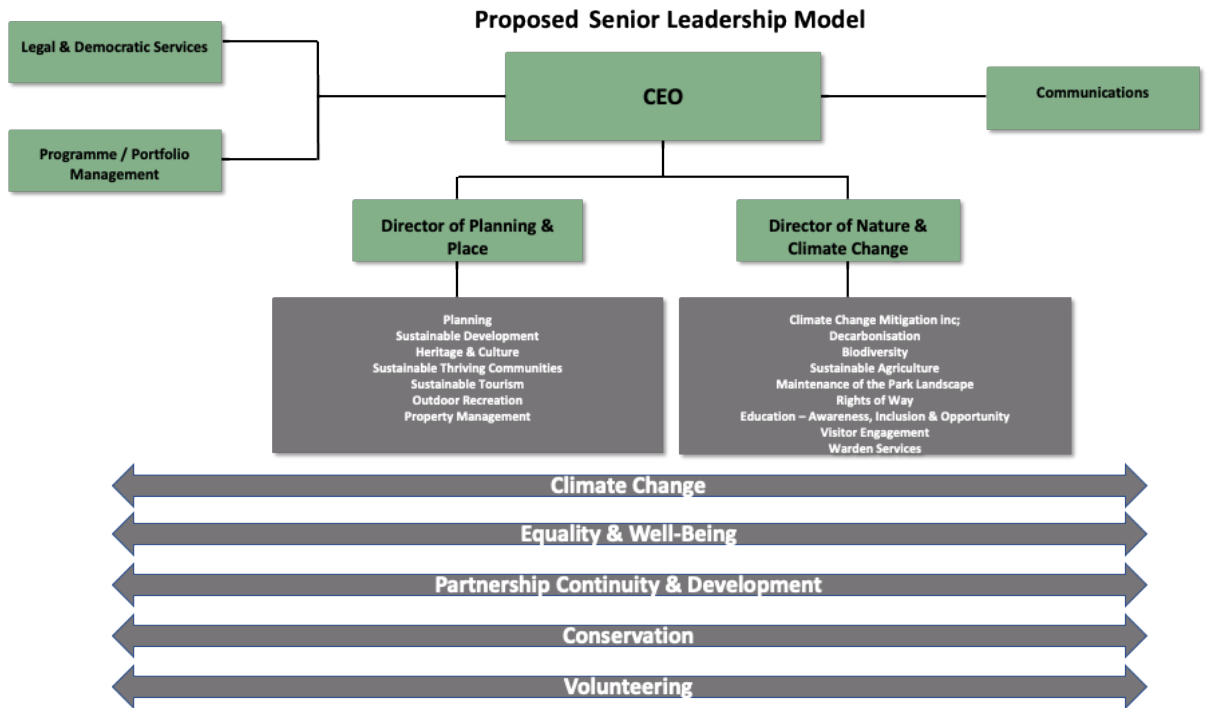 Proposed Senior Leadership Model
Legal & Democratic Services
CEO
Communications
Programme / Portfolio
Management
Director of Planning &
Place
Director of Nature &
Climate Change
Planning
Sustainable Development
Heritage & Culture
Sustainable Thriving Communities
Sustainable Tourism
Outdoor Recreation
Property Management
Climate Change Mitigation inc;
Decarbonisation
Biodiversity
Sustainable Agriculture
Maintenance of the Park Landscape
Rights of Way
Education – Awareness, Inclusion & Opportunity
Visitor Engagement
Warden Services
Climate Change
Equality & Well-Being
Partnership Continuity & Development
Conservation
Volunteering